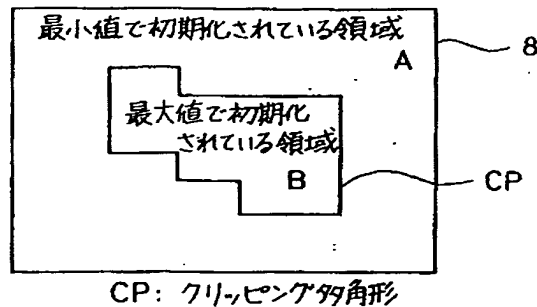 最小値で初期化されている領域
A
8
最大値で初期化
されている領域
B
CP
CP: クリッピング多角形